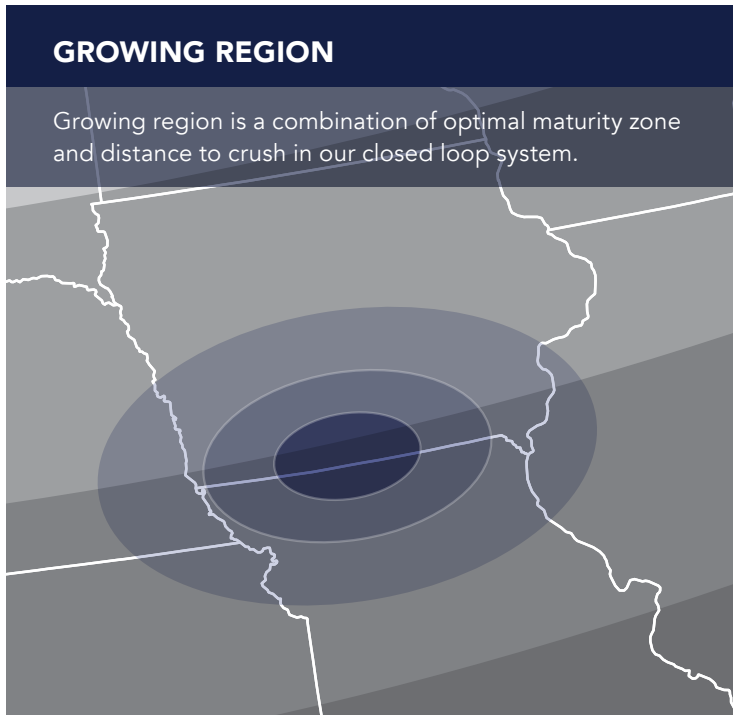 GROWING REGION
Growing region is a combination of optimal maturity zone
and distance to crush in our closed loop system.